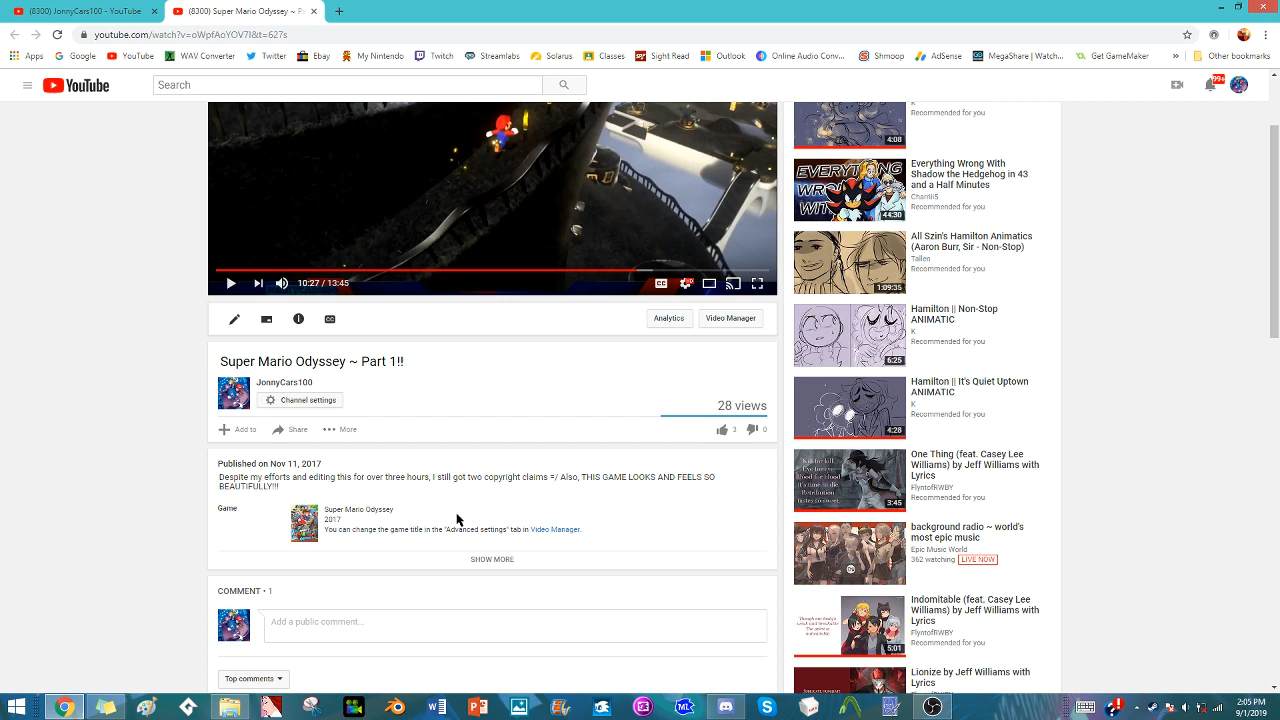 (8300) JonnyCars100 - YouTube
(8300) Super Mario Odyssey ~ P
youtube.com/watch?v=oWpfAoYOV7I&t=627s
Apps
Google
YouTube
WAV Converter
Twitter
Ebay
My Nintendo
Twitch
Streamlabs
Solarus
Classes
Sight Read
Outlook
Online Audio Conv...
Shmoop
AdSense
MegaShare | Watch...
Get GameMaker
»
Other bookmarks
YouTube
Search
99+
10:27 / 13:45
CC
Analytics
Video Manager
Super Mario Odyssey ~ Part 1!!
JonnyCars100
Channel settings
28 views
Add to
Share
More
3
0
Published on Nov 11, 2017
Despite my efforts and editing this for over three hours, I still got two copyright claims =/ Also, THIS GAME LOOKS AND FEELS SO
BEAUTIFULLY!!!
Game
Super Mario Odyssey
2017
You can change the game title in the "Advanced settings" tab in Video Manager.
SHOW MORE
COMMENT • 1
Add a public comment...
Top comments
K
Recommended for you
4:08
EVERYTHING
WRONG
WITH
44:30
Everything Wrong With
Shadow the Hedgehog in 43
and a Half Minutes
Charriii5
Recommended for you
1:09:35
All Szin's Hamilton Animatics
(Aaron Burr, Sir - Non-Stop)
Tallen
Recommended for you
6:25
Hamilton || Non-Stop
ANIMATIC
K
Recommended for you
4:28
Hamilton || It's Quiet Uptown
ANIMATIC
K
Recommended for you
3:45
One Thing (feat. Casey Lee
Williams) by Jeff Williams with
Lyrics
FlyntofRWBY
Recommended for you
background radio ~ world's
most epic music
Epic Music World
362 watching LIVE NOW
5:01
Indomitable (feat. Casey Lee
Williams) by Jeff Williams with
Lyrics
FlyntofRWBY
Recommended for you
Lionize by Jeff Williams with
Lyrics
2:05 PM
9/1/2019